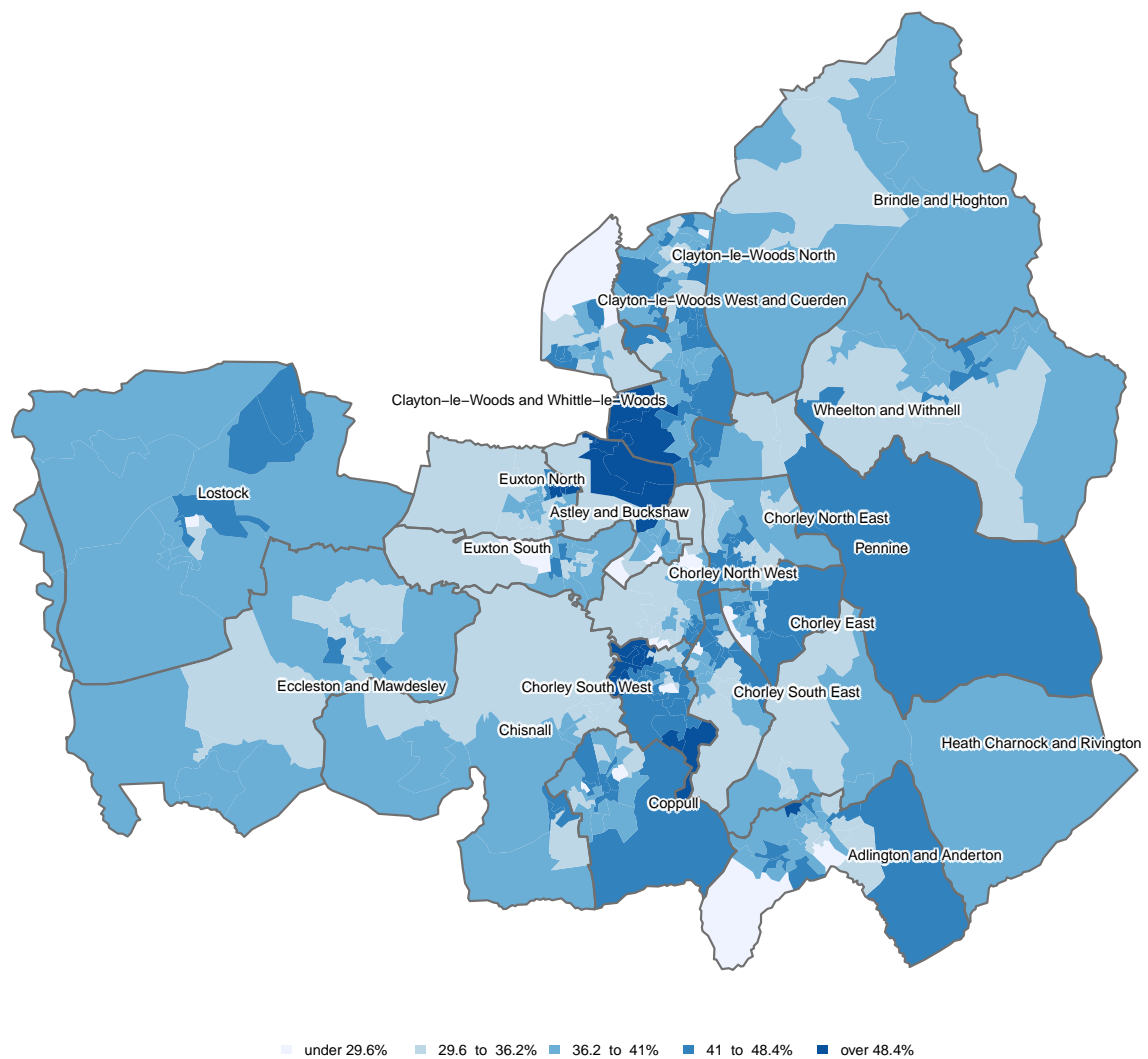 Brindle and Hoghton
Clayton−le−Woods North
Clayton−le−Woods West and Cuerden
Clayton−le−Woods and Whittle−le−Woods
Wheelton and Withnell
Euxton North
Lostock
Astley and Buckshaw
Chorley North East
Euxton South
Pennine
Chorley North West
Chorley East
Eccleston and Mawdesley
Chorley South West
Chorley South East
Chisnall
Heath Charnock and Rivington
Coppull
Adlington and Anderton
under 29.6% 29.6 to 36.2% 36.2 to 41% 41 to 48.4% over 48.4%